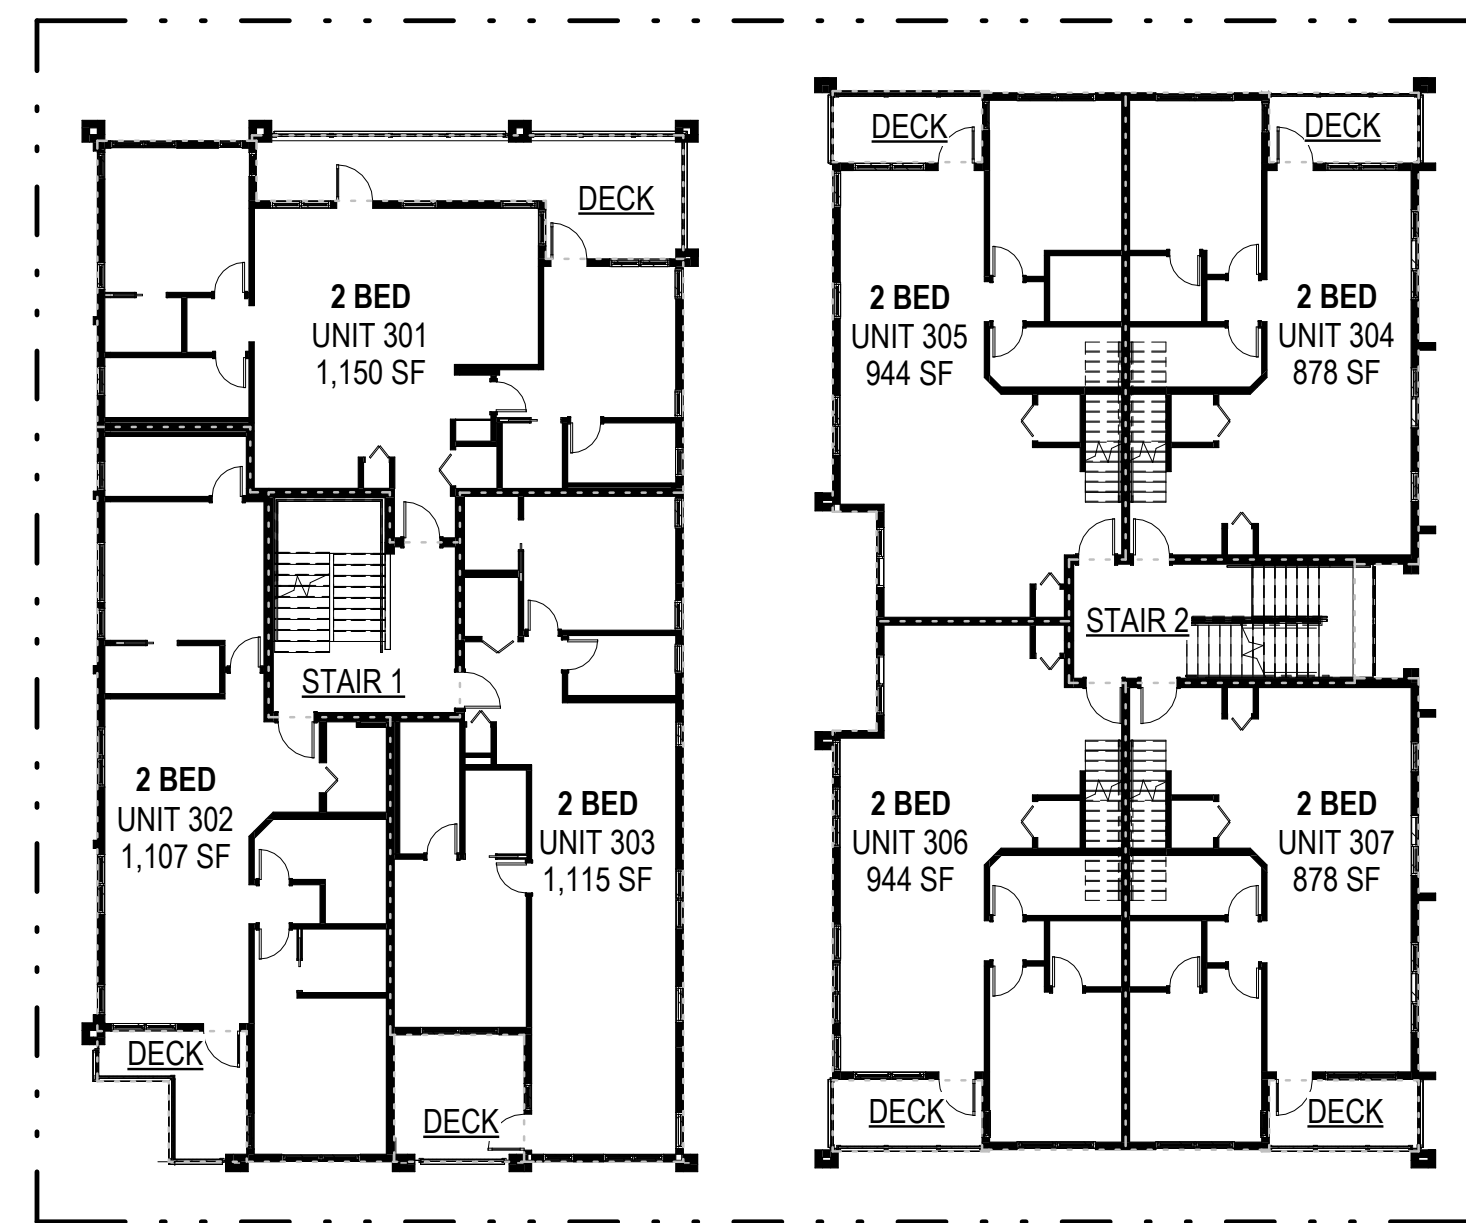 DECK
2 BED
UNIT 301
1,150 SF
STAIR 1
2 BED
UNIT 302
1,107 SF
DECK
2 BED
UNIT 303
1,115 SF
DECK
DECK
DECK
2 BED
UNIT 305
944 SF
2 BED
UNIT 304
878 SF
STAIR 2
2 BED
UNIT 306
944 SF
2 BED
UNIT 307
878 SF
DECK
DECK